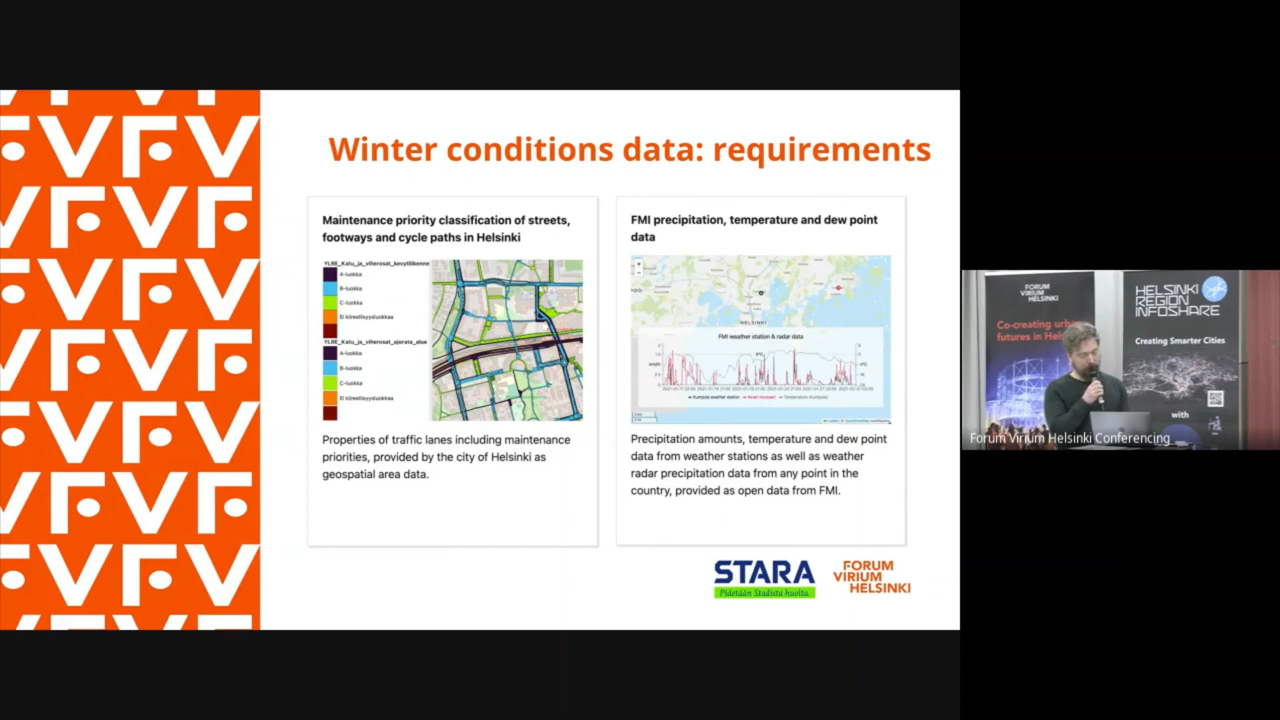 Winter conditions data: requirements
Maintenance priority classification of streets,
footways and cycle paths in Helsinki
YLRE_Katu_ja_viherosat_kevytliikenne
A-luokka
B-luokka
C-luokka
Ei kiireellisyysluokkaa
YLRE_Katu_ja_viherosat_ajorata_alue
A-luokka
B-luokka
C-luokka
Ei kiireellisyysluokkaa
Properties of traffic lanes including maintenance
priorities, provided by the city of Helsinki as
geospatial area data.
FMI precipitation, temperature and dew point
data
HELSINKI
FMI weather station & radar data
0°C
Kumpula weather station
Temperature (Kumpula)
Precipitation amounts, temperature and dew point
data from weather stations as well as weather
radar precipitation data from any point in the
country, provided as open data from FMI.
STARA
Pidetään Stadista huolta.
FORUM
VIRIUM
HELSINKI
FORUM
VIRIUM
HELSINKI
Co-creating urb
futures in Hels
HELSINKI
REGION
INFOSHARE
Creating Smarter Cities
with
Forum Virium Helsinki Conferencing